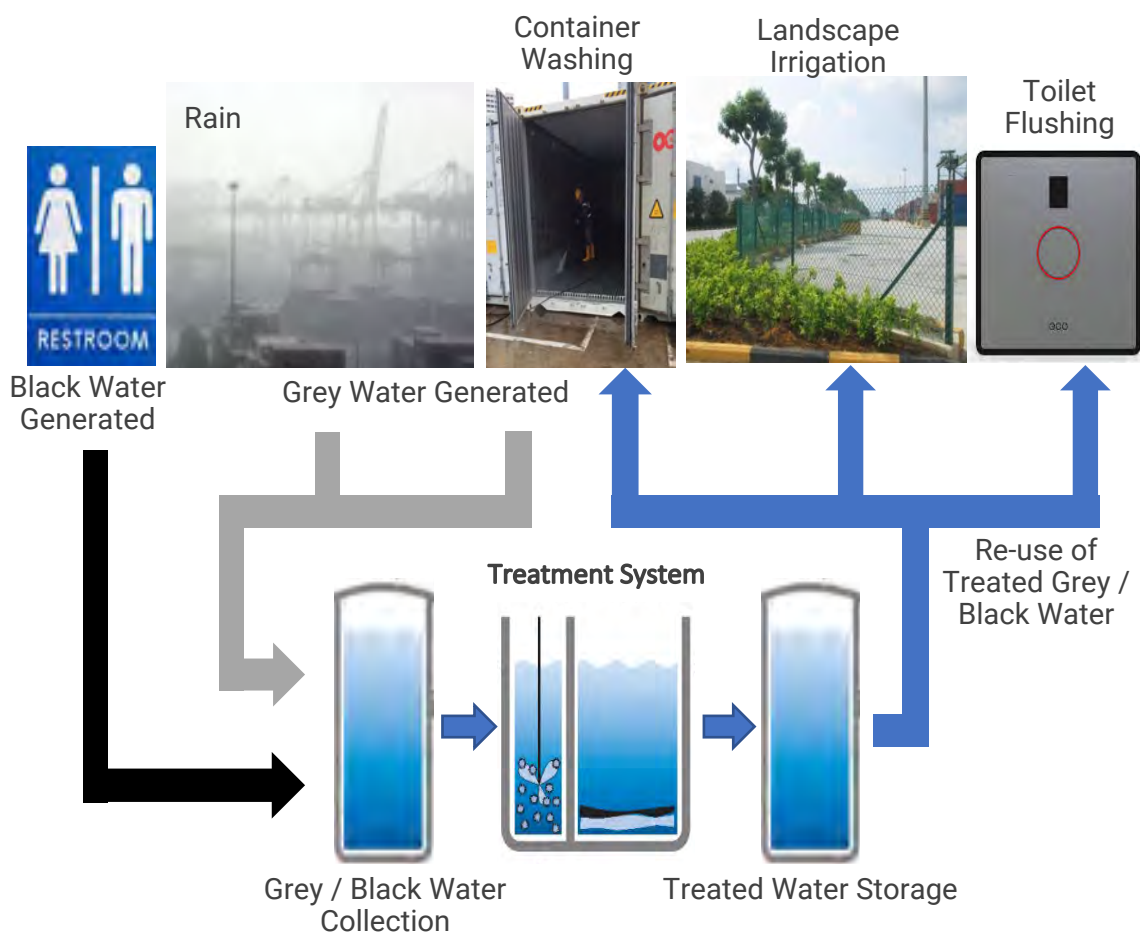 Container
Washing
Landscape
Irrigation
Toilet
Flushing
Rain
RESTROOM
Black Water
Generated
Grey Water Generated
Re-use of
Treated Grey /
Black Water
Treatment System
Grey / Black Water
Collection
Treated Water Storage